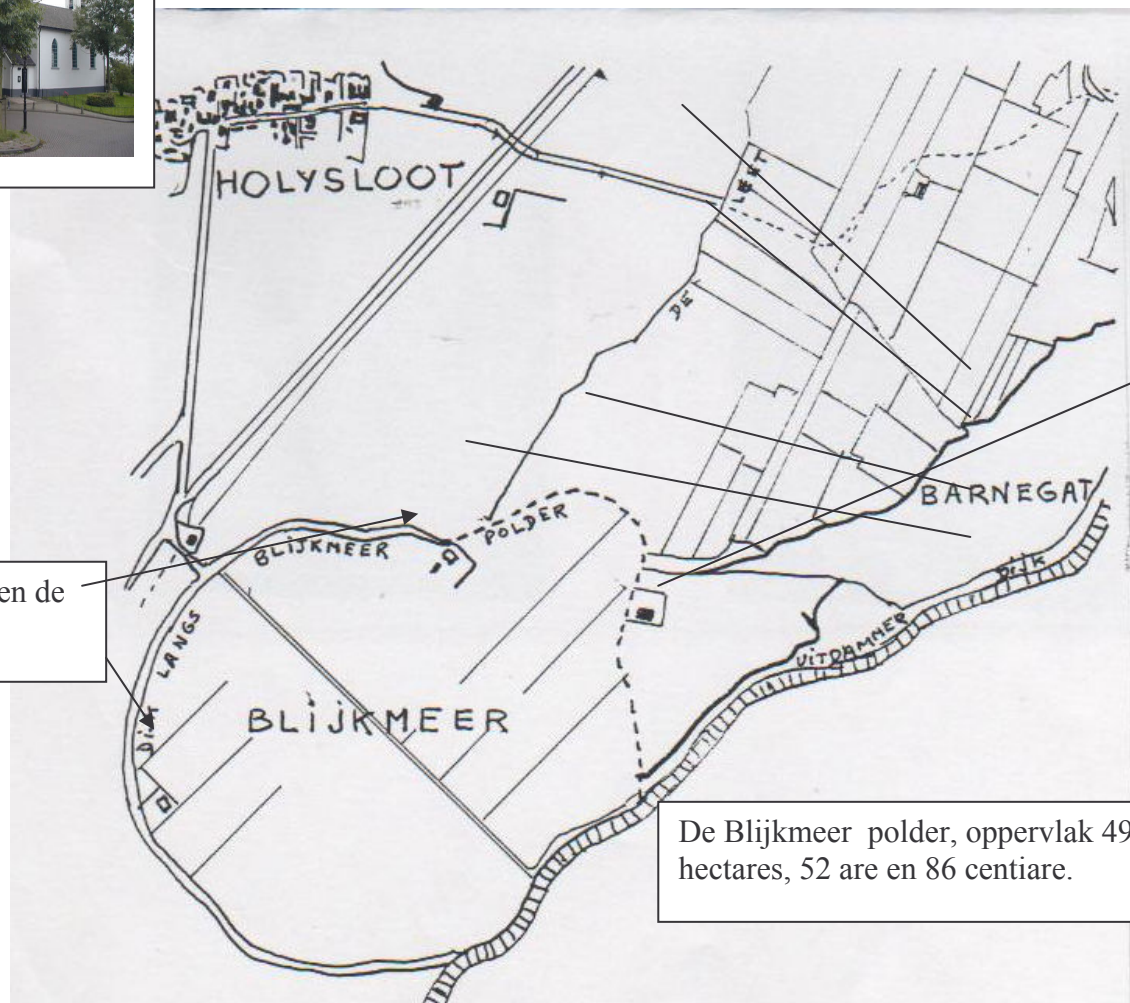 HOLYSLOOT
DE LEKT
BARNEGAT
BLIJKMEER POLDER
DIJK LANGS
en de
UITDAMMER DIJK
BLIJKMEER
De Blijkmeer polder, oppervlak 49
hectares, 52 are en 86 centiare.